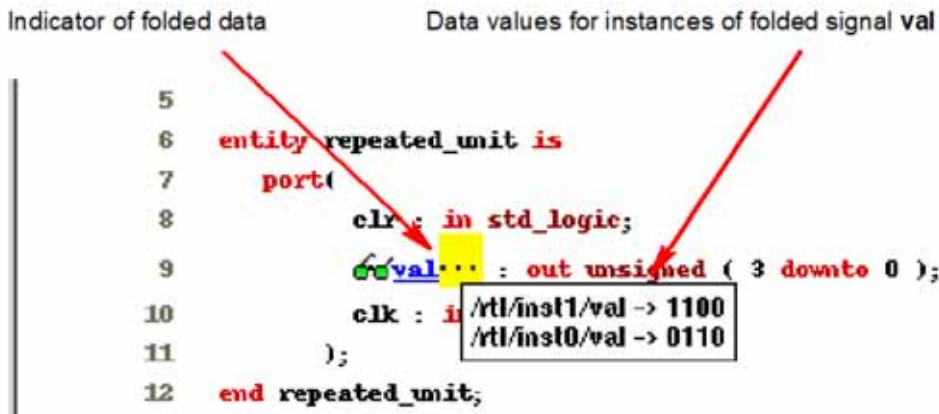 Indicator of folded data
Data values for instances of folded signal val
5
6 entity repeated_unit is
7 port(
8 clr : in std_logic;
9 val... : out unsigned ( 3 downto 0 );
10 clk : i
/rtl/inst1/val -> 1100
/rtl/inst0/val -> 0110
11 );
12 end repeated_unit;